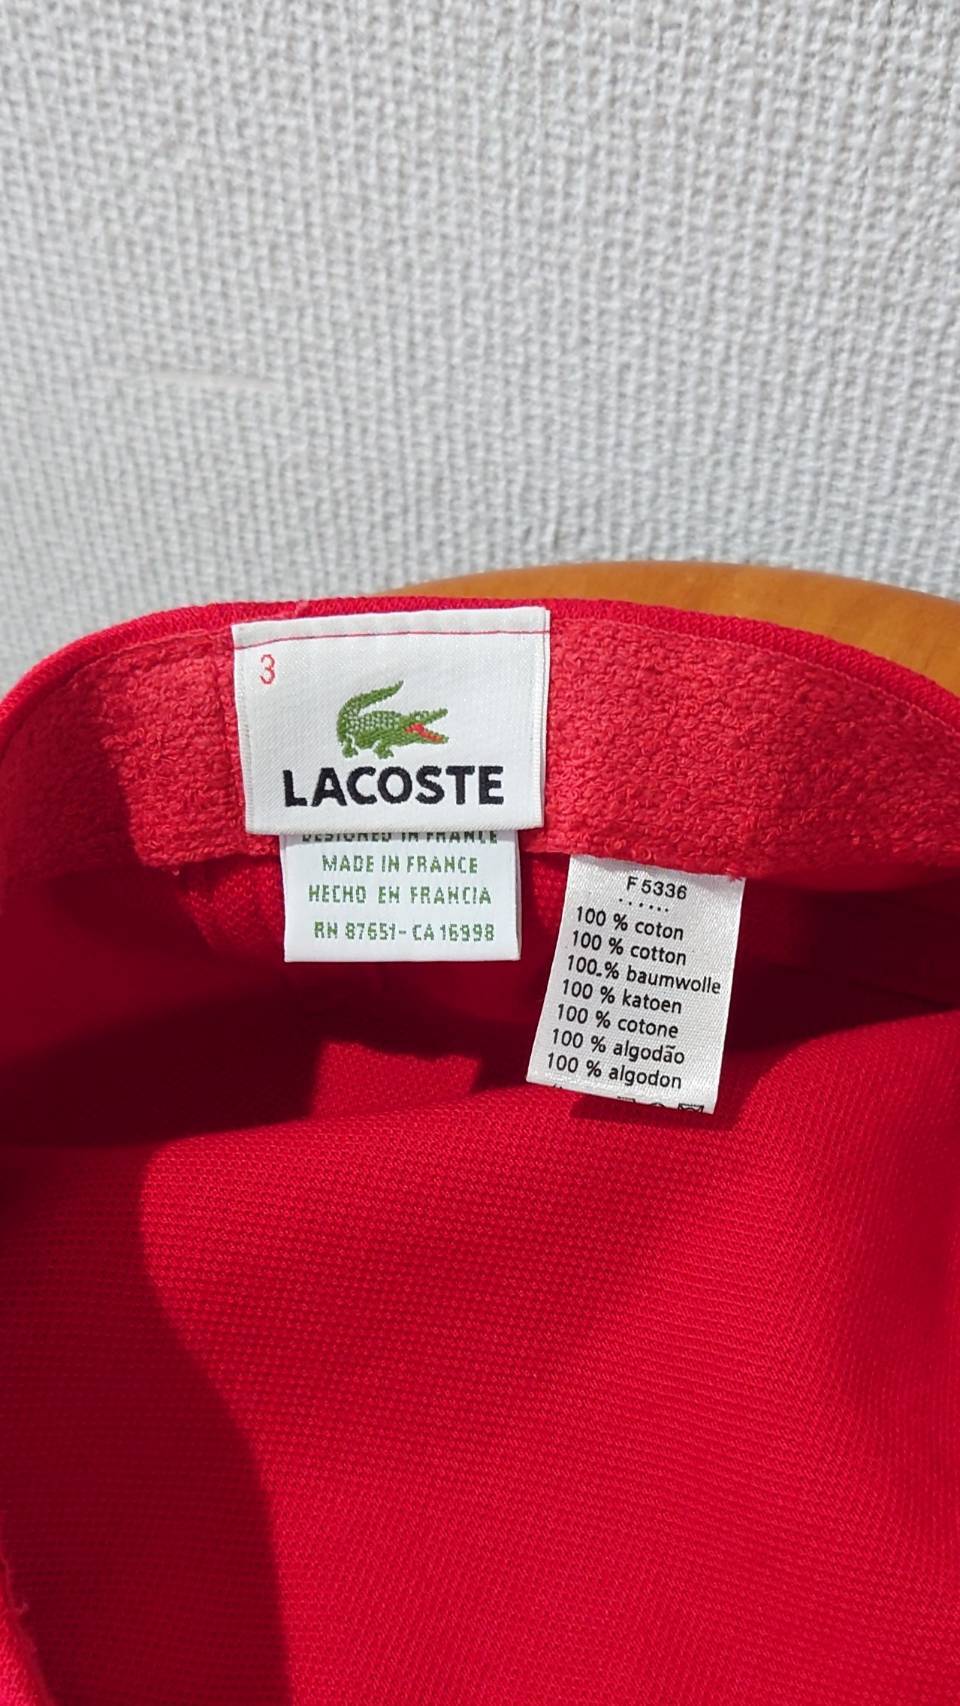 3
LACOSTE
DESIGNED IN FRANCE
MADE IN FRANCE
HECHO EN FRANCIA
RN 87651-CA 16998
F 5336
100 % coton
100 % cotton
100 % baumwolle
100 % katoen
100 % cotone
100 % algodão
100 % algodon